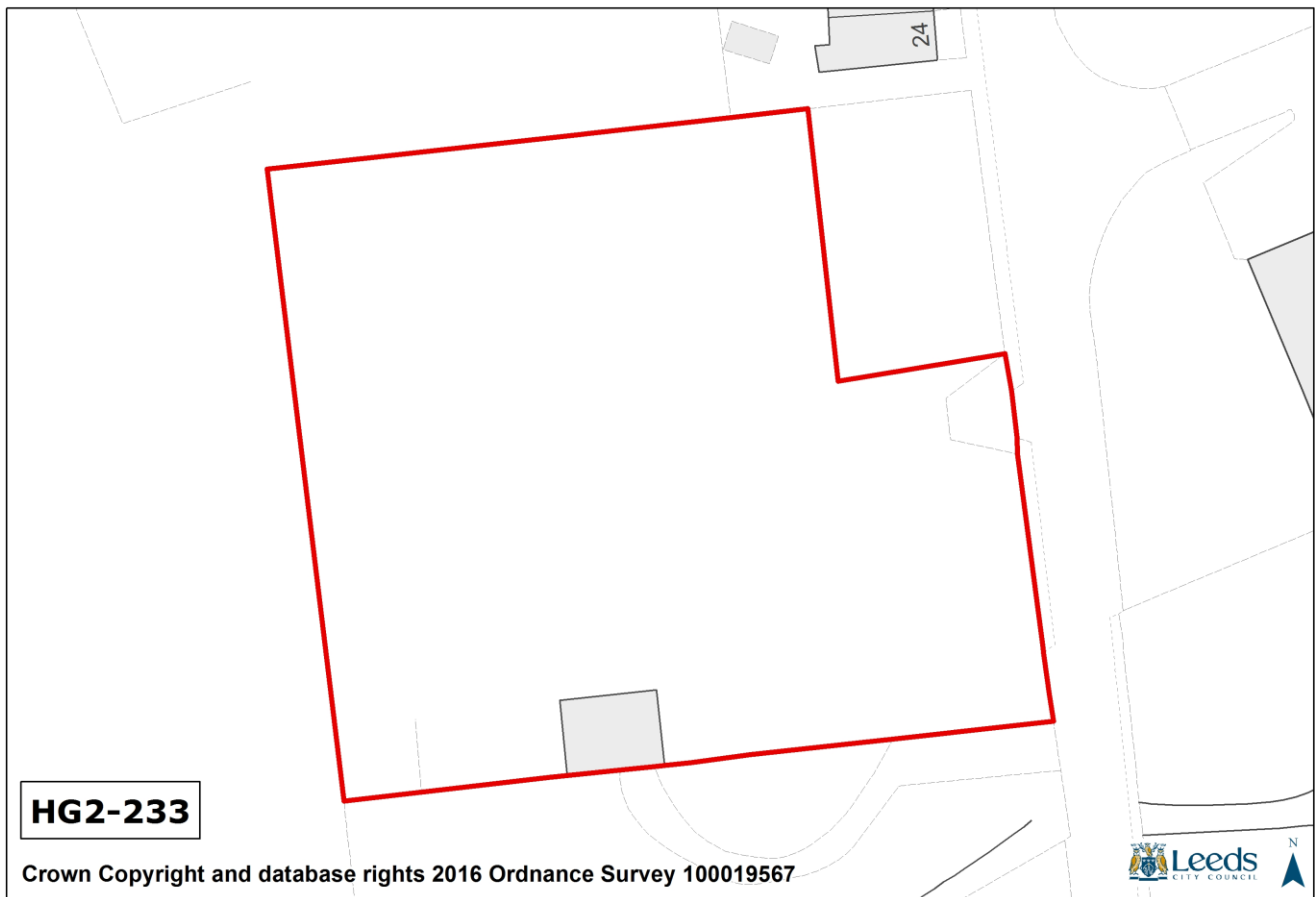 24
HG2-233
Crown Copyright and database rights 2016 Ordnance Survey 100019567
Leeds
CITY COUNCIL
N